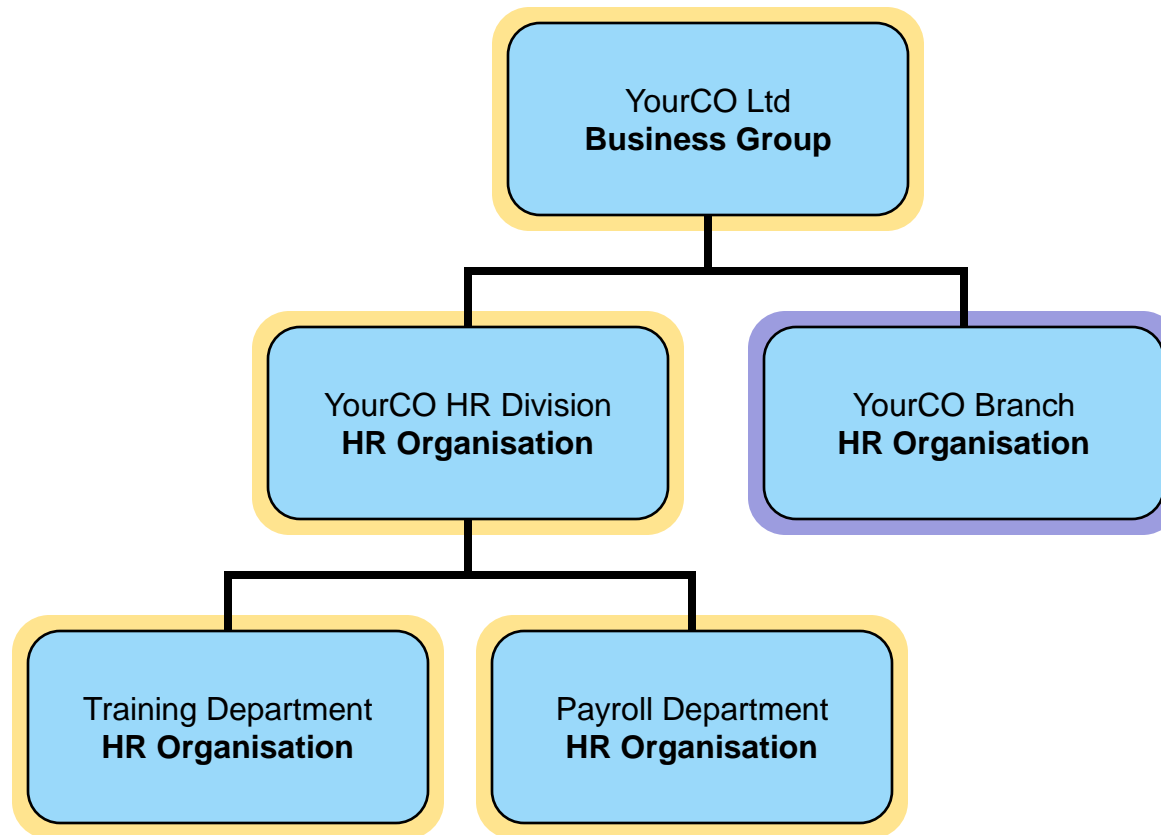 YourCO Ltd
Business Group
YourCO HR Division
HR Organisation
YourCO Branch
HR Organisation
Training Department
HR Organisation
Payroll Department
HR Organisation